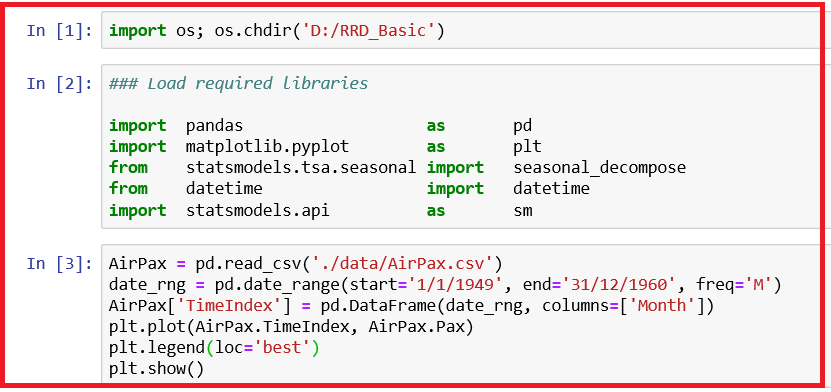 In [1]: import os; os.chdir('D:/RRD_Basic')
In [2]: ### Load required libraries
import pandas as pd
import matplotlib.pyplot as plt
from statsmodels.tsa.seasonal import seasonal_decompose
from datetime import datetime
import statsmodels.api as sm
In [3]: AirPax = pd.read_csv('./data/AirPax.csv')
date_rng = pd.date_range(start='1/1/1949', end='31/12/1960', freq='M')
AirPax['TimeIndex'] = pd.DataFrame(date_rng, columns=['Month'])
plt.plot(AirPax.TimeIndex, AirPax.Pax)
plt.legend(loc='best')
plt.show()